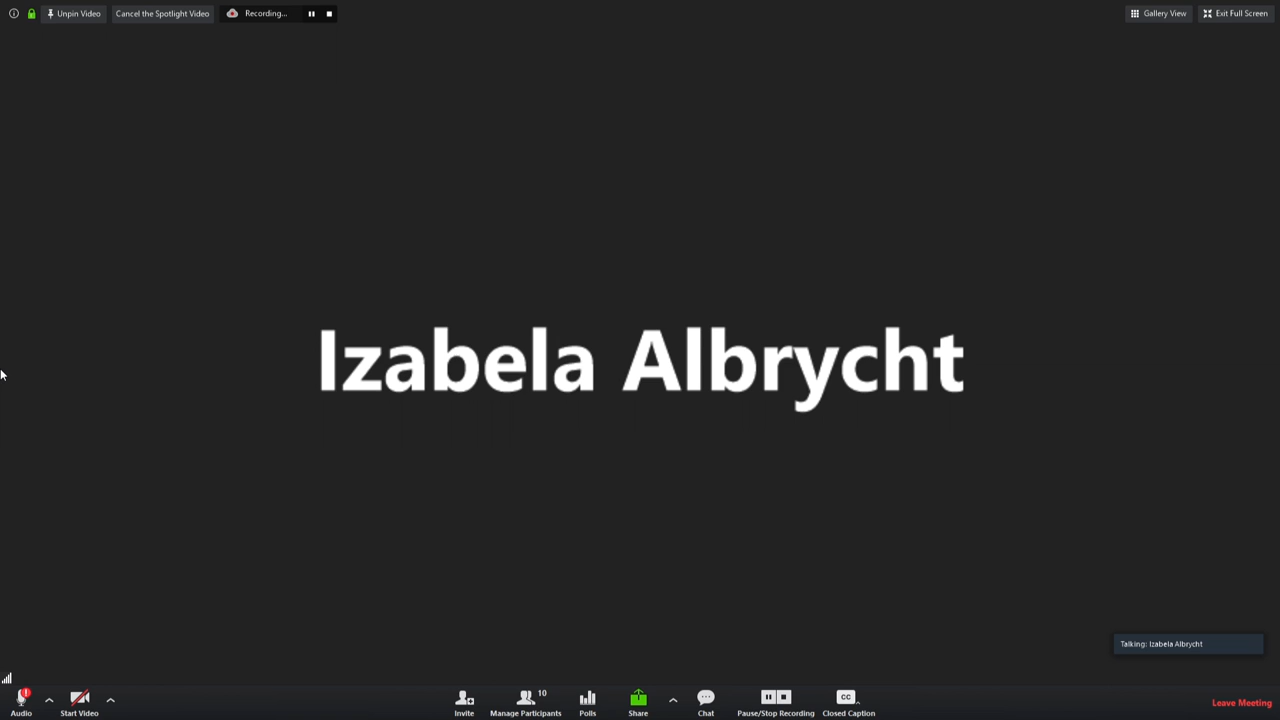 Unpin Video Cancel the Spotlight Video Recording... Gallery View Exit Full Screen
Izabela Albrycht
Talking: Izabela Albrycht
10
CC
Audio Start Video Invite Manage Participants Polls Share Chat Pause/Stop Recording Closed Caption Leave Meeting